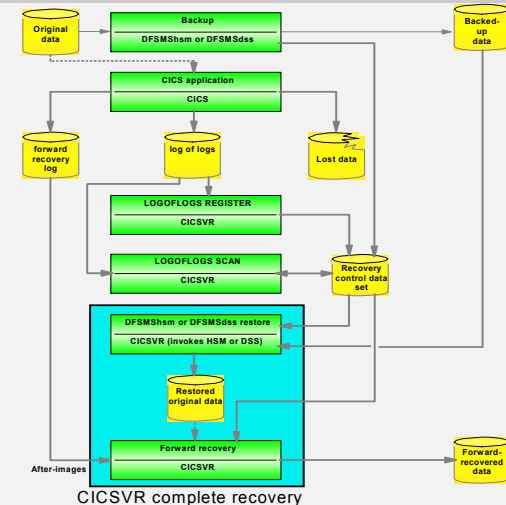 Original
data
Backup
DFSMShsm or DFSMSdss
Backed-
up
data
CICS application
CICS
forward
recovery
log
log of logs
Lost data
LOGOFLOGS REGISTER
CICSVR
LOGOFLOGS SCAN
CICSVR
Recovery
control data
set
DFSMShsm or DFSMSdss restore
CICSVR (invokes HSM or DSS)
Restored
original data
After-images
Forward recovery
CICSVR
Forward-
recovered
data
CICSVR complete recovery